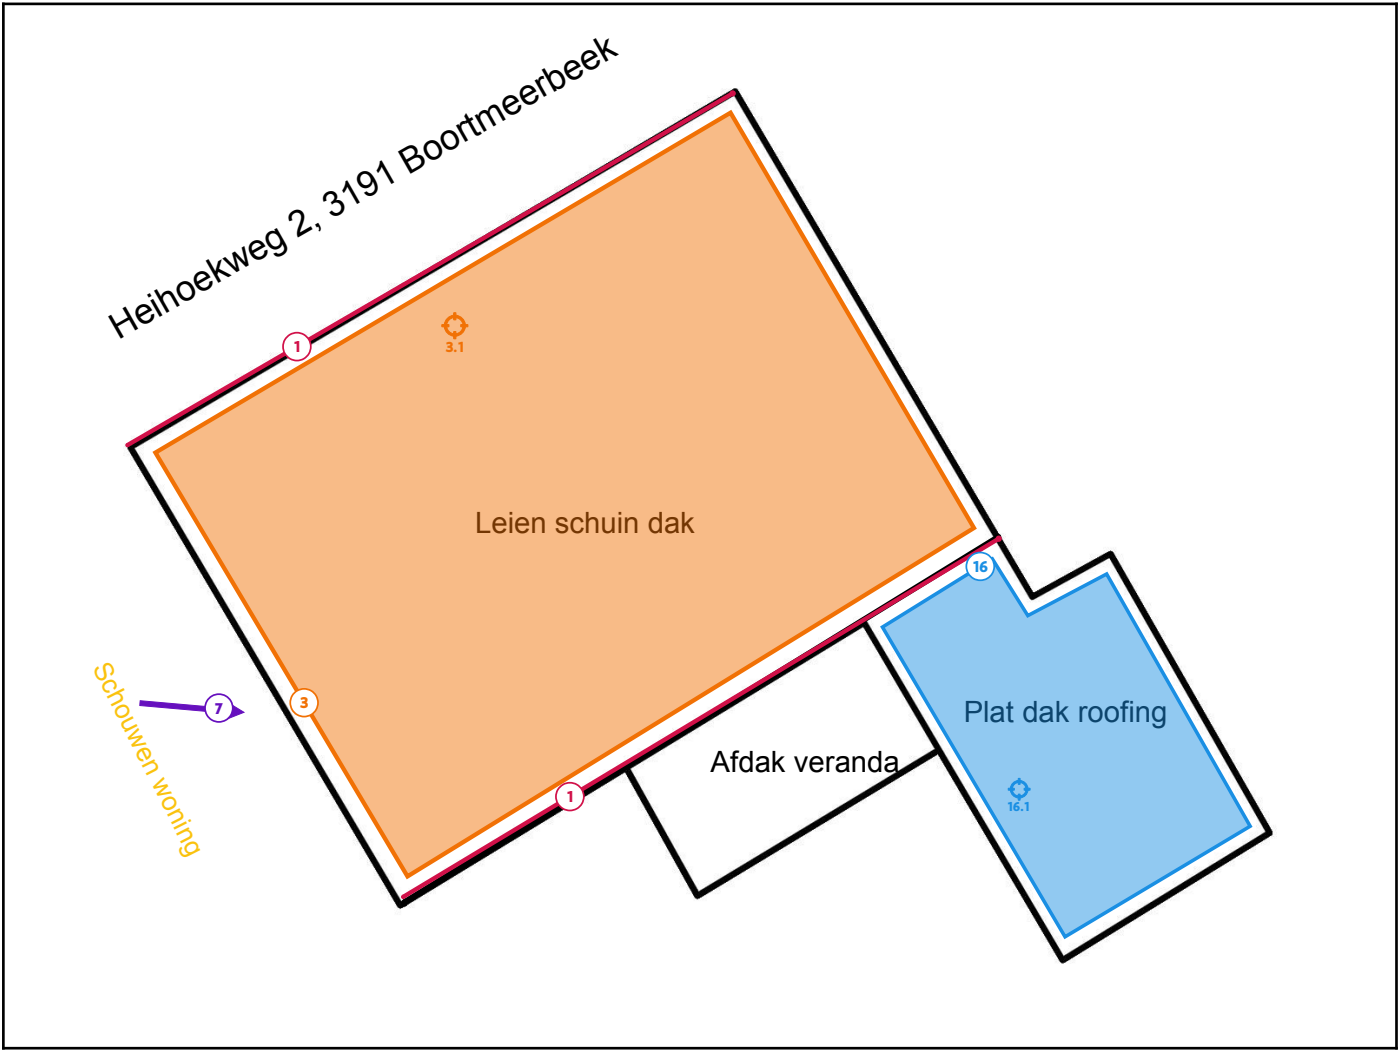 Heihoekweg 2, 3191 Boortmeerbeek
1
3.1
Leien schuin dak
16
3
7
Schouwen woning
Plat dak roofing
Afdak veranda
1
16.1